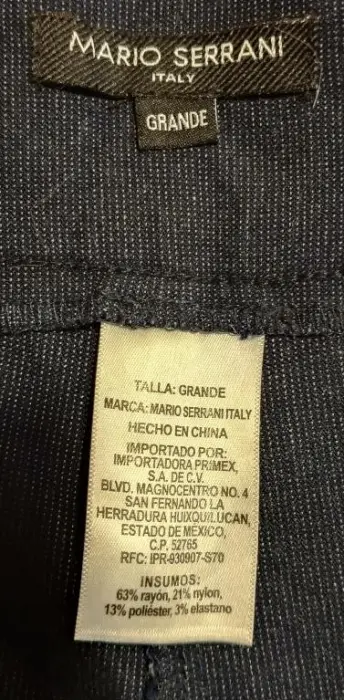 MARIO SERRANI
ITALY
GRANDE
TALLA: GRANDE
MARCA: MARIO SERRANI ITALY
HECHO EN CHINA
IMPORTADO POR:
IMPORTADORA PRIMEX,
S.A. DE C.V.
BLVD. MAGNOCENTRO NO. 4
SAN FERNANDO LA
HERRADURA HUIXQUILUCAN,
ESTADO DE MÉXICO,
C.P. 52765
RFC: IPR-930907-S70
INSUMOS:
63% rayón, 21% nylon,
13% poliéster, 3% elastano